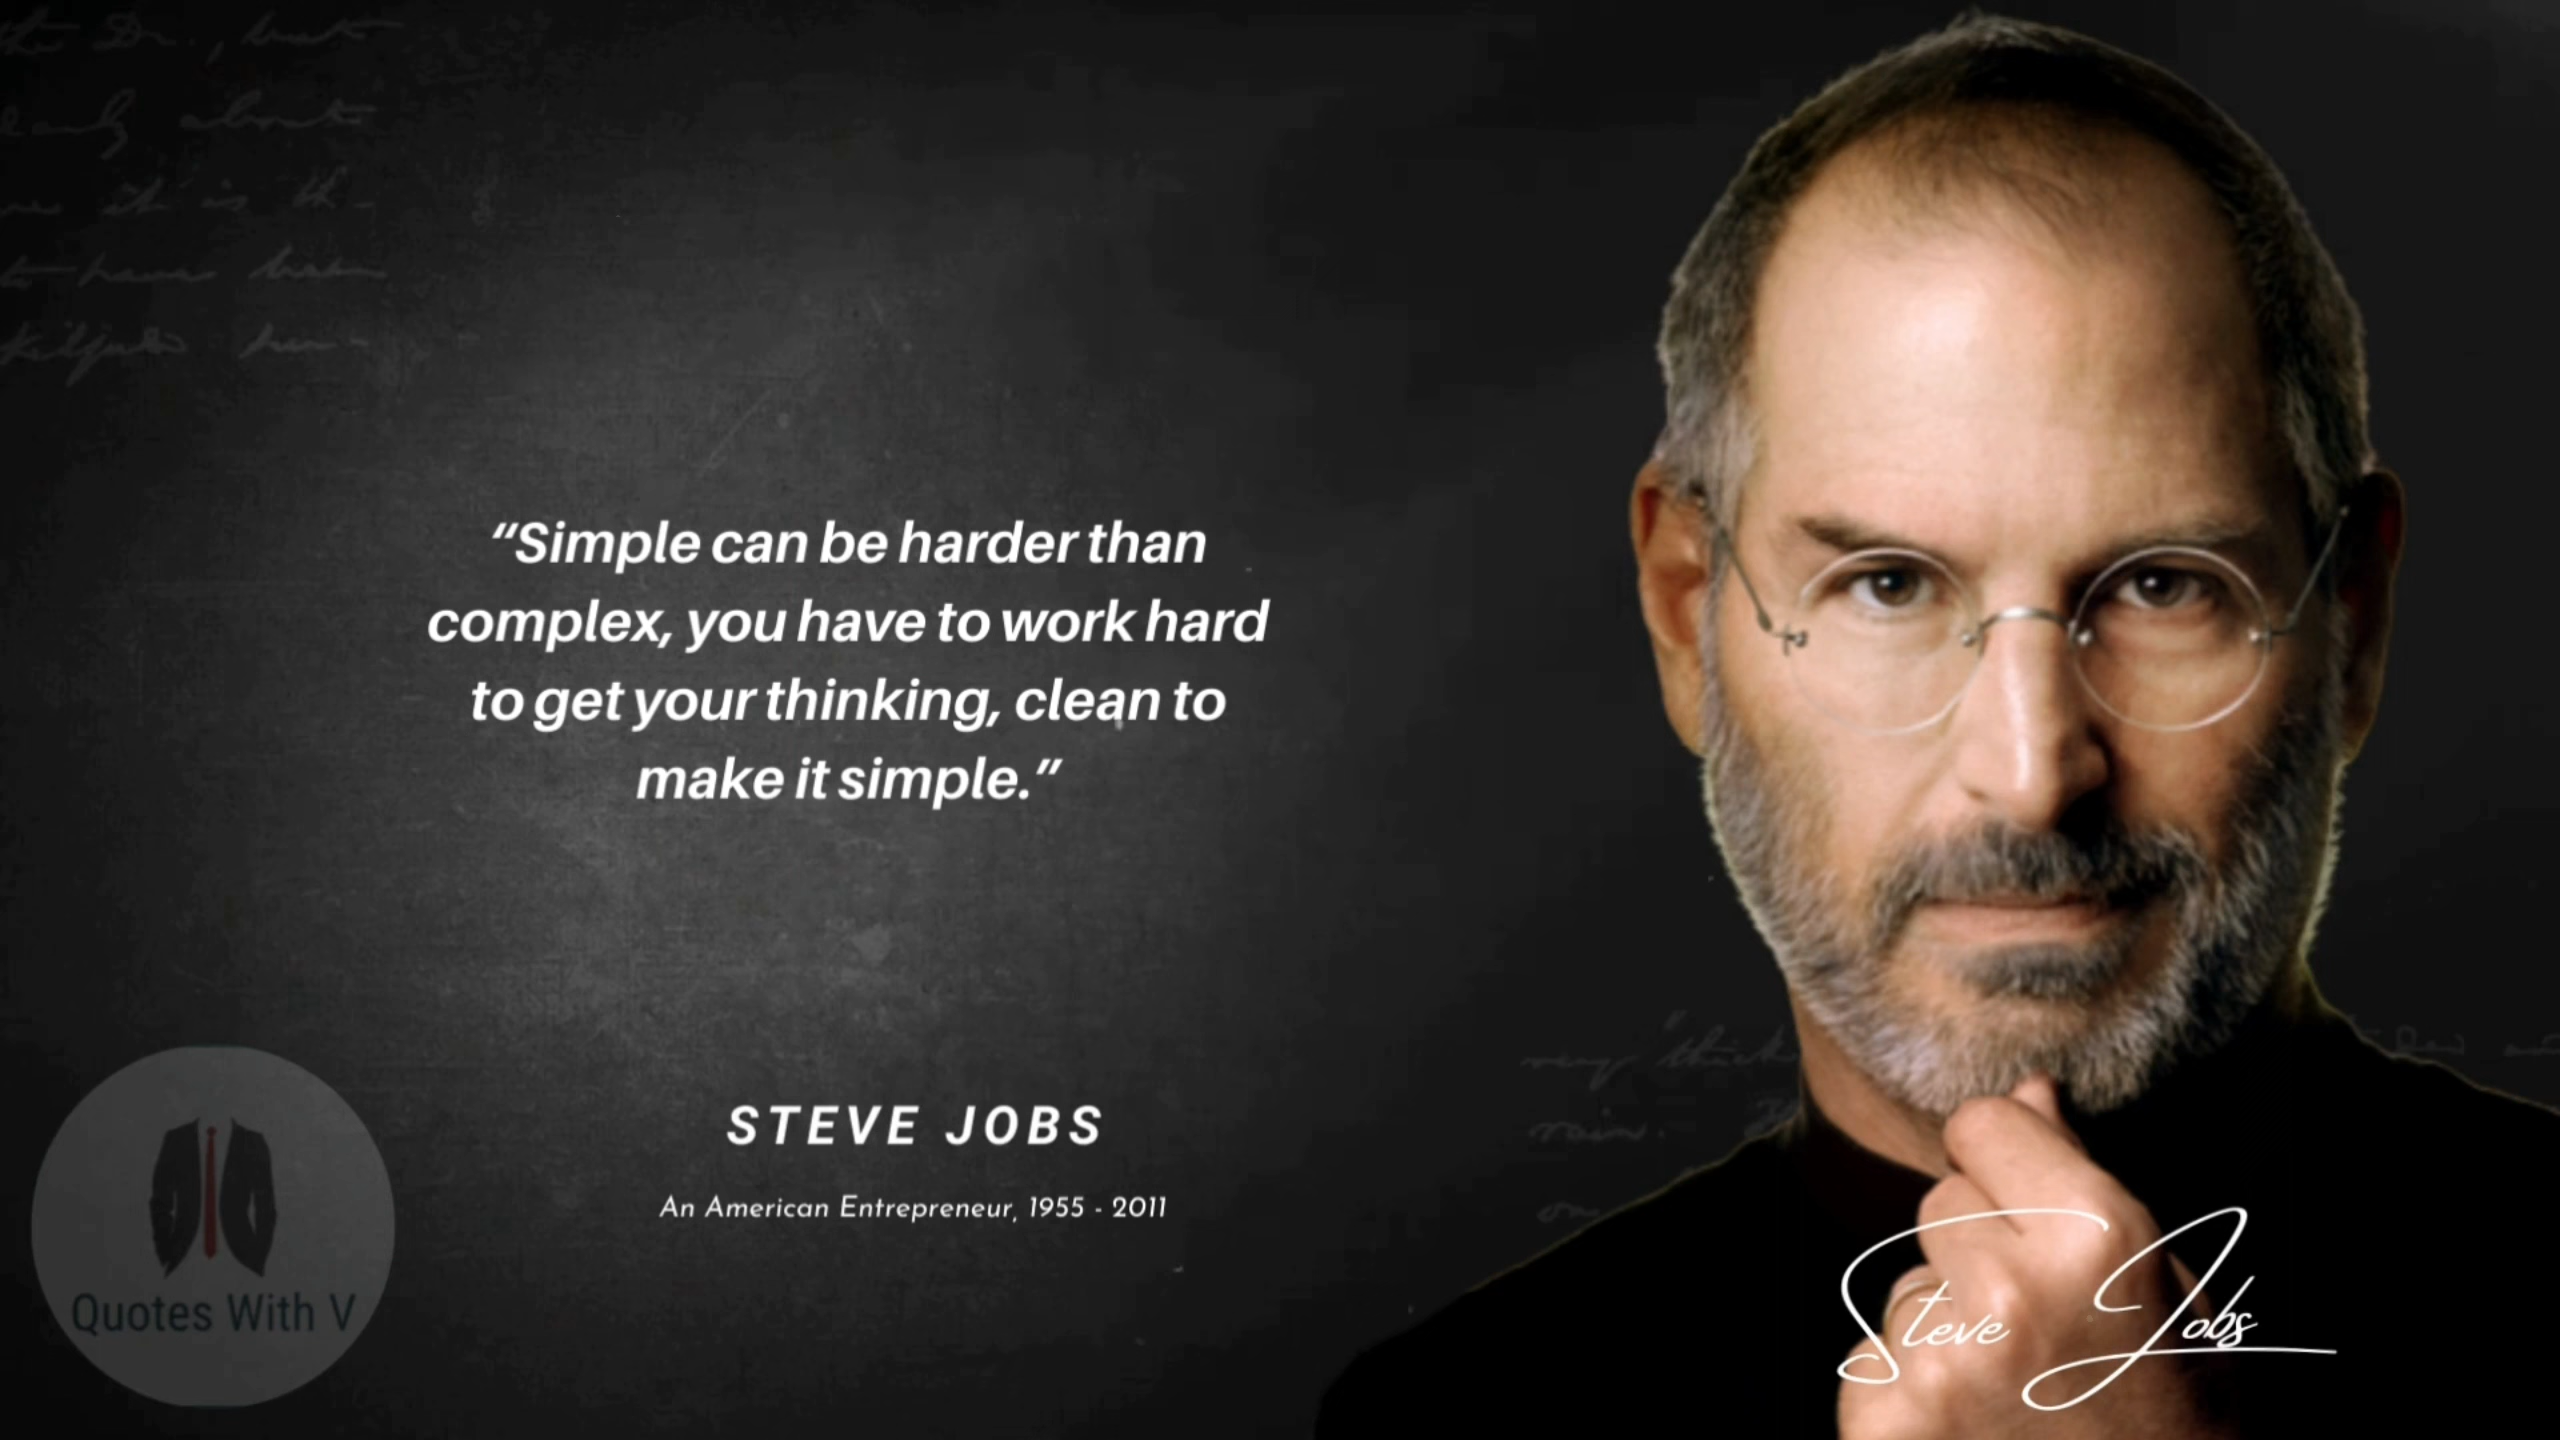 “Simple can be harder than
complex, you have to work hard
to get your thinking, clean to
make it simple.”
STEVE JOBS
An American Entrepreneur, 1955 - 2011
Quotes With V
Steve Jobs